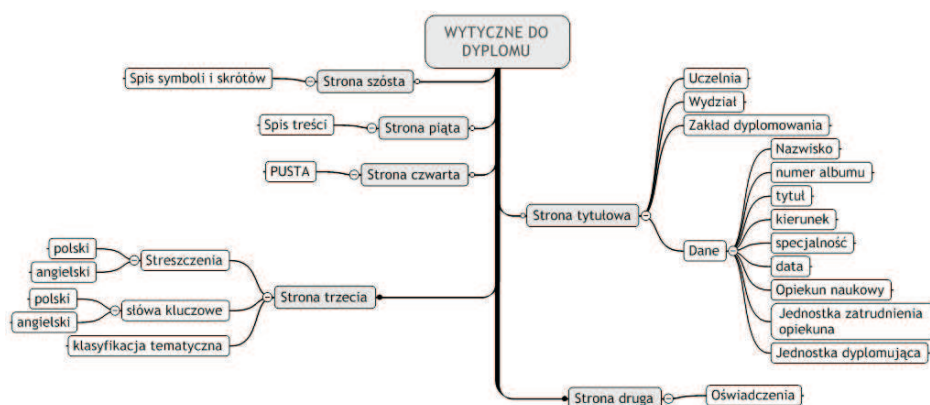 WYTYCZNE DO
DYPLOMU
Strona tytułowa
Uczelnia
Wydział
Zakład dyplomowania
Dane
Nazwisko
numer albumu
tytuł
kierunek
specjalność
data
Opiekun naukowy
Jednostka zatrudnienia
opiekuna
Jednostka dyplomująca
Strona druga
Oświadczenia
Strona trzecia
Streszczenia
polski
angielski
słówa kluczowe
polski
angielski
klasyfikacja tematyczna
Strona czwarta
PUSTA
Strona piąta
Spis treści
Strona szósta
Spis symboli i skrótów